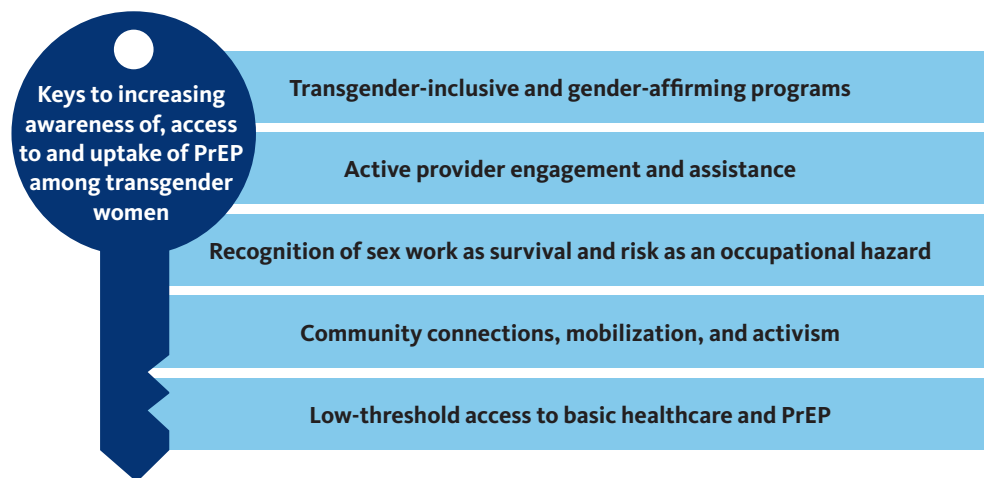 Keys to increasing
awareness of, access
to and uptake of PrEP
among transgender
women
Transgender-inclusive and gender-affirming programs
Active provider engagement and assistance
Recognition of sex work as survival and risk as an occupational hazard
Community connections, mobilization, and activism
Low-threshold access to basic healthcare and PrEP